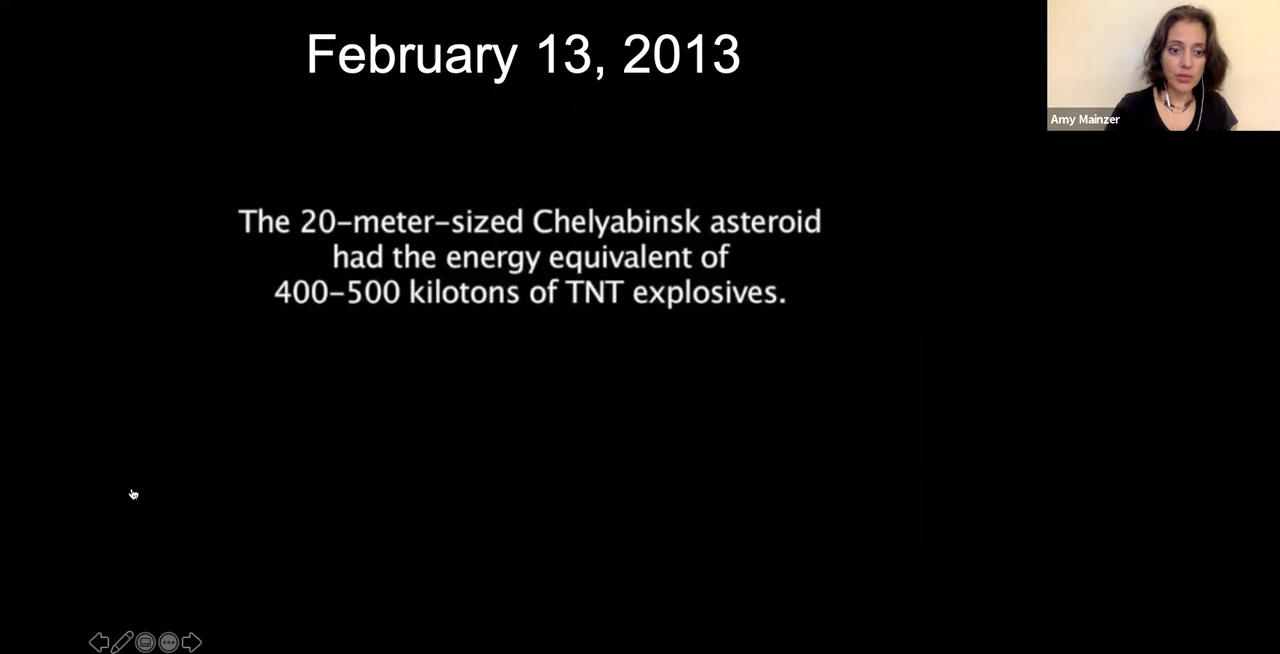 February 13, 2013
Amy Mainzer
The 20-meter-sized Chelyabinsk asteroid
had the energy equivalent of
400-500 kilotons of TNT explosives.